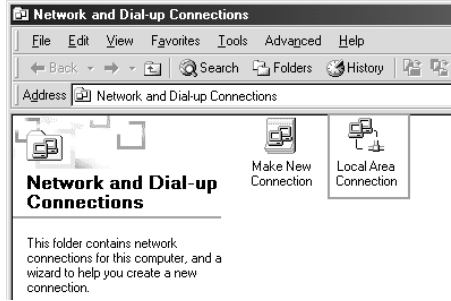 Network and Dial-up Connections
File Edit View Favorites Tools Advanced Help
Back Search Folders History
Address Network and Dial-up Connections
Make New Connection
Local Area Connection
Network and Dial-up
Connections
This folder contains network
connections for this computer, and a
wizard to help you create a new
connection.